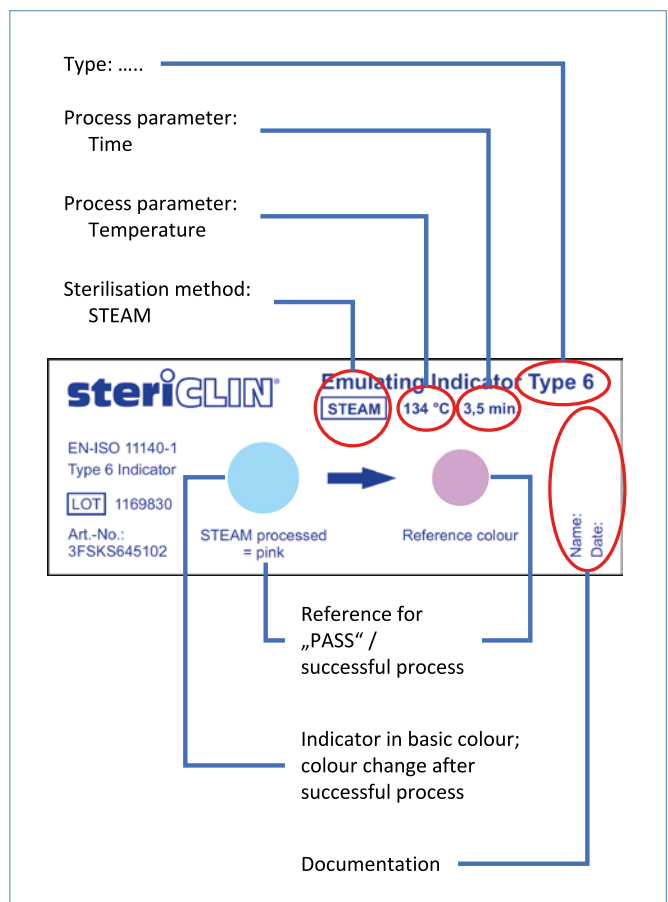 Type: .....
Process parameter:
Time
Process parameter:
Temperature
Sterilisation method:
STEAM
steriCLIN®
Emulating Indicator Type 6
STEAM 134 °C 3,5 min
EN-ISO 11140-1
Type 6 Indicator
LOT 1169830
Art.-No.:
3FSKS645102
STEAM processed
= pink
Reference colour
Name:
Date:
Reference for
„PASS“ /
successful process
Indicator in basic colour;
colour change after
successful process
Documentation